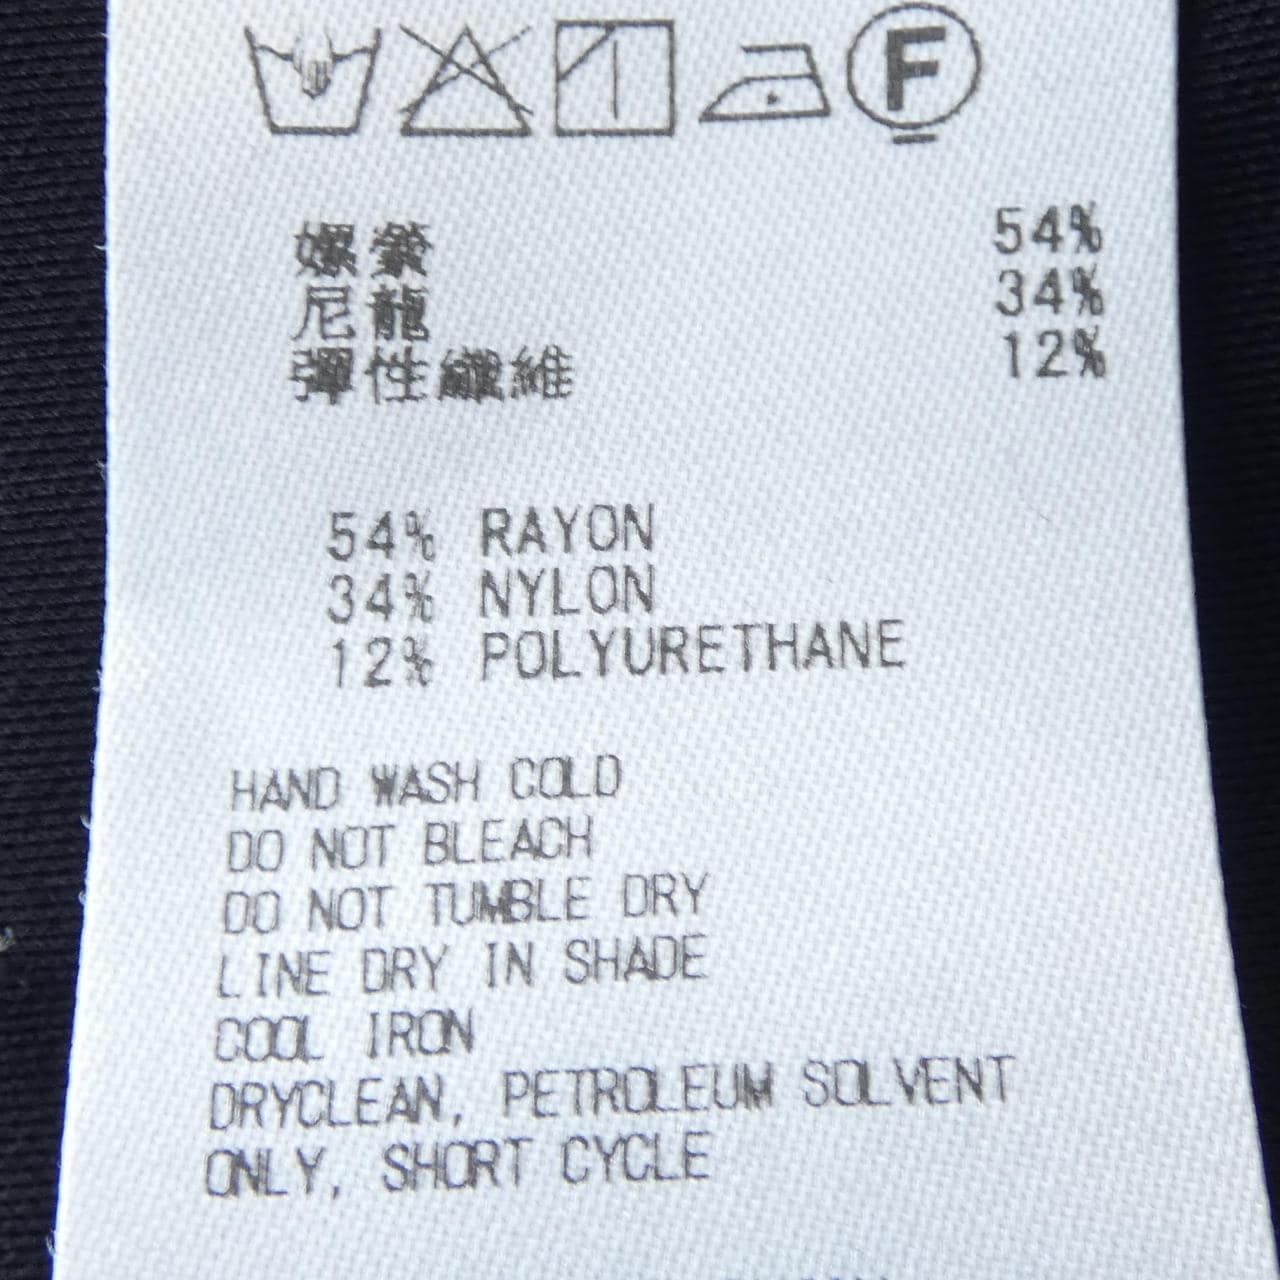 F
嫘縈 54%
尼龍 34%
彈性纖維 12%
54% RAYON
34% NYLON
12% POLYURETHANE
HAND WASH COLD
DO NOT BLEACH
DO NOT TUMBLE DRY
LINE DRY IN SHADE
COOL IRON
DRYCLEAN, PETROLEUM SOLVENT
ONLY, SHORT CYCLE